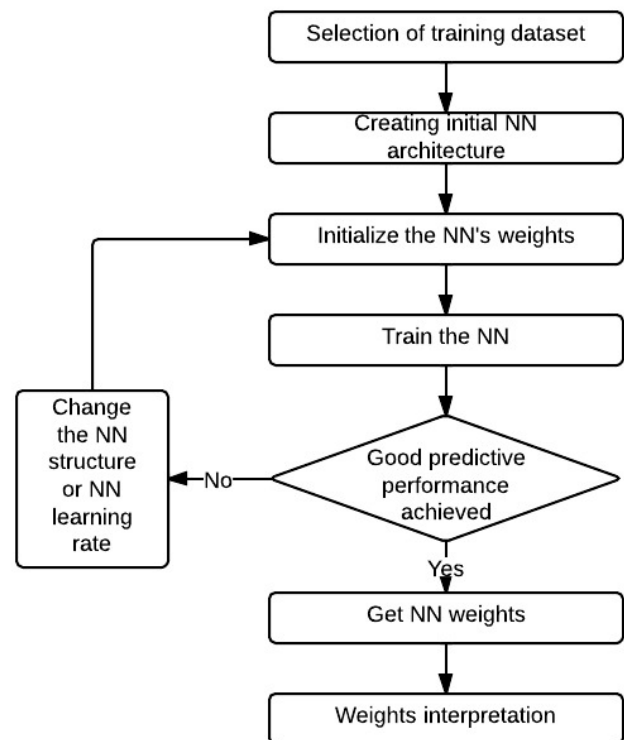 Selection of training dataset
Creating initial NN
architecture
Initialize the NN's weights
Train the NN
Change
the NN
structure
or NN
learning
rate
No
Good predictive
performance
achieved
Yes
Get NN weights
Weights interpretation